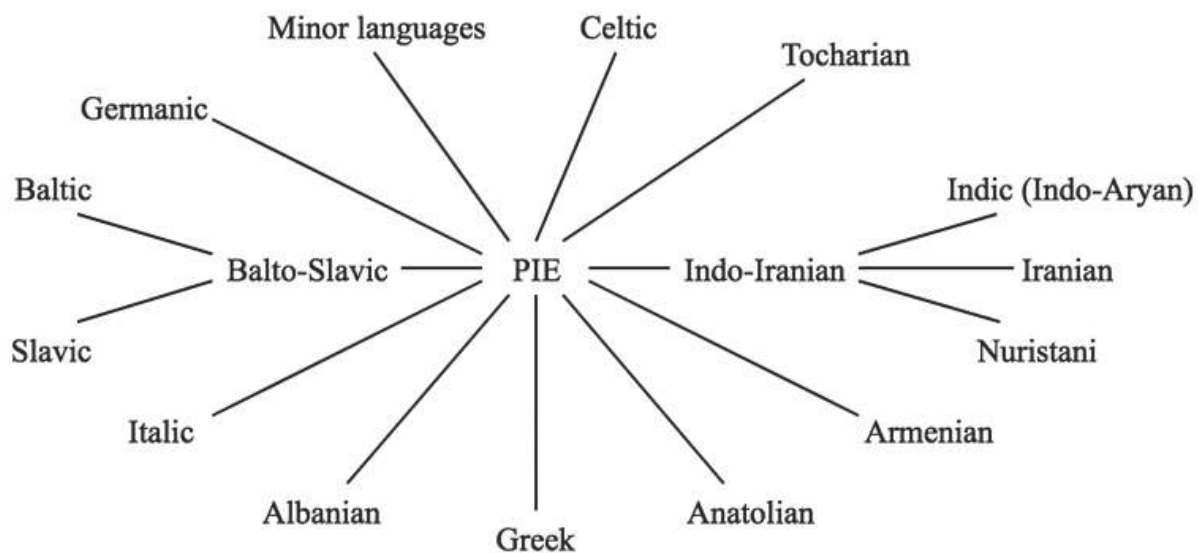 Minor languages
Celtic
Tocharian
Germanic
Baltic
Indic (Indo-Aryan)
Balto-Slavic
PIE
Indo-Iranian
Iranian
Slavic
Nuristani
Italic
Armenian
Albanian
Greek
Anatolian